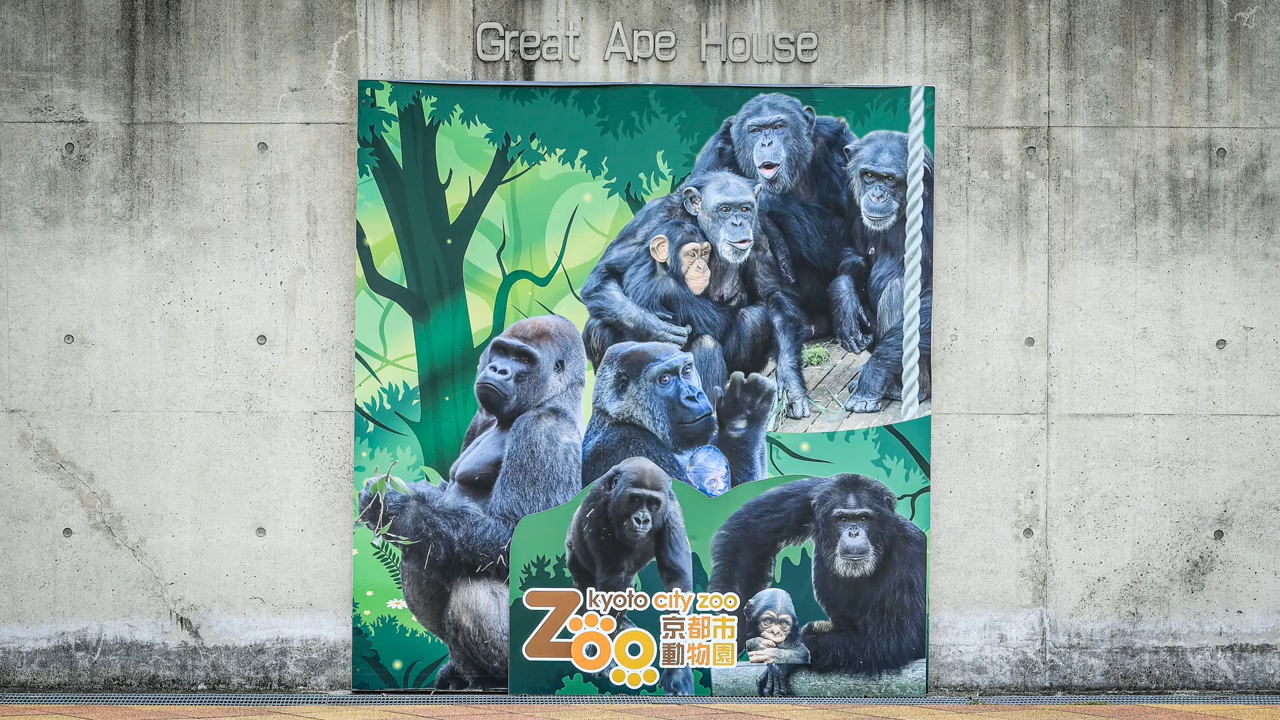 Great Ape House
Zoo
kyoto city zoo
京都市
動物園